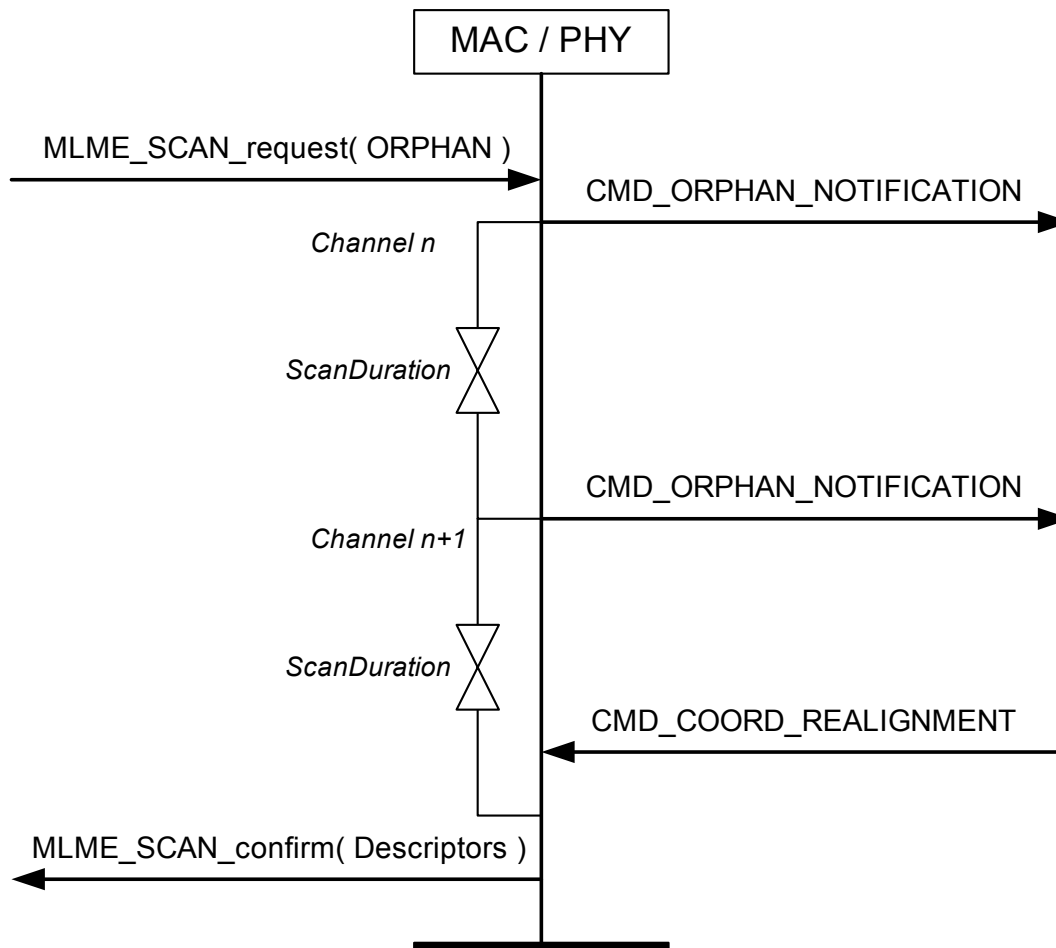 MAC / PHY
MLME_SCAN_request( ORPHAN )
CMD_ORPHAN_NOTIFICATION
Channel n
ScanDuration
CMD_ORPHAN_NOTIFICATION
Channel n+1
ScanDuration
CMD_COORD_REALIGNMENT
MLME_SCAN_confirm( Descriptors )